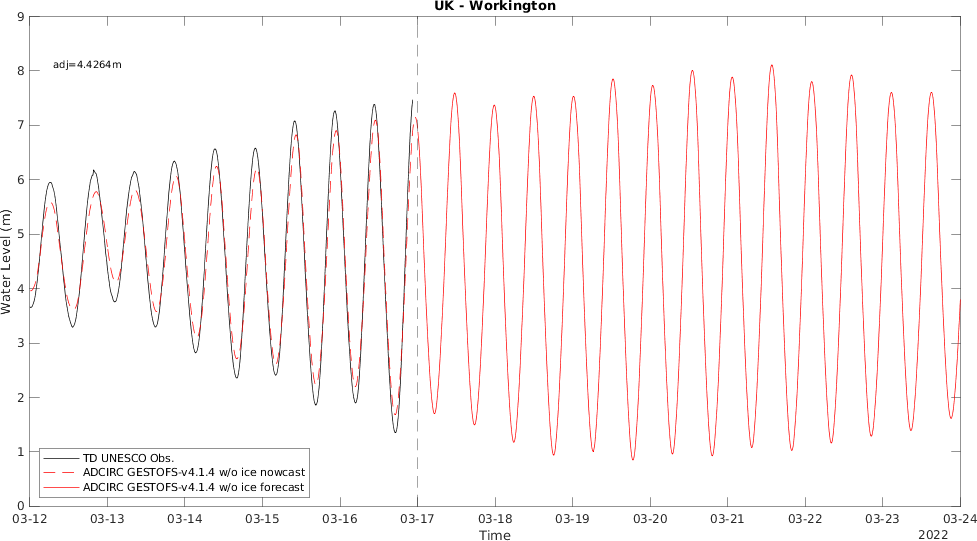 UK - Workington
9
8
7
6
5
4
3
2
1
0
Water Level (m)
adj=4.4264m
TD UNESCO Obs.
ADCIRC GESTOFS-v4.1.4 w/o ice nowcast
ADCIRC GESTOFS-v4.1.4 w/o ice forecast
03-12 03-13 03-14 03-15 03-16 03-17 03-18 03-19 03-20 03-21 03-22 03-23 03-24
Time
2022